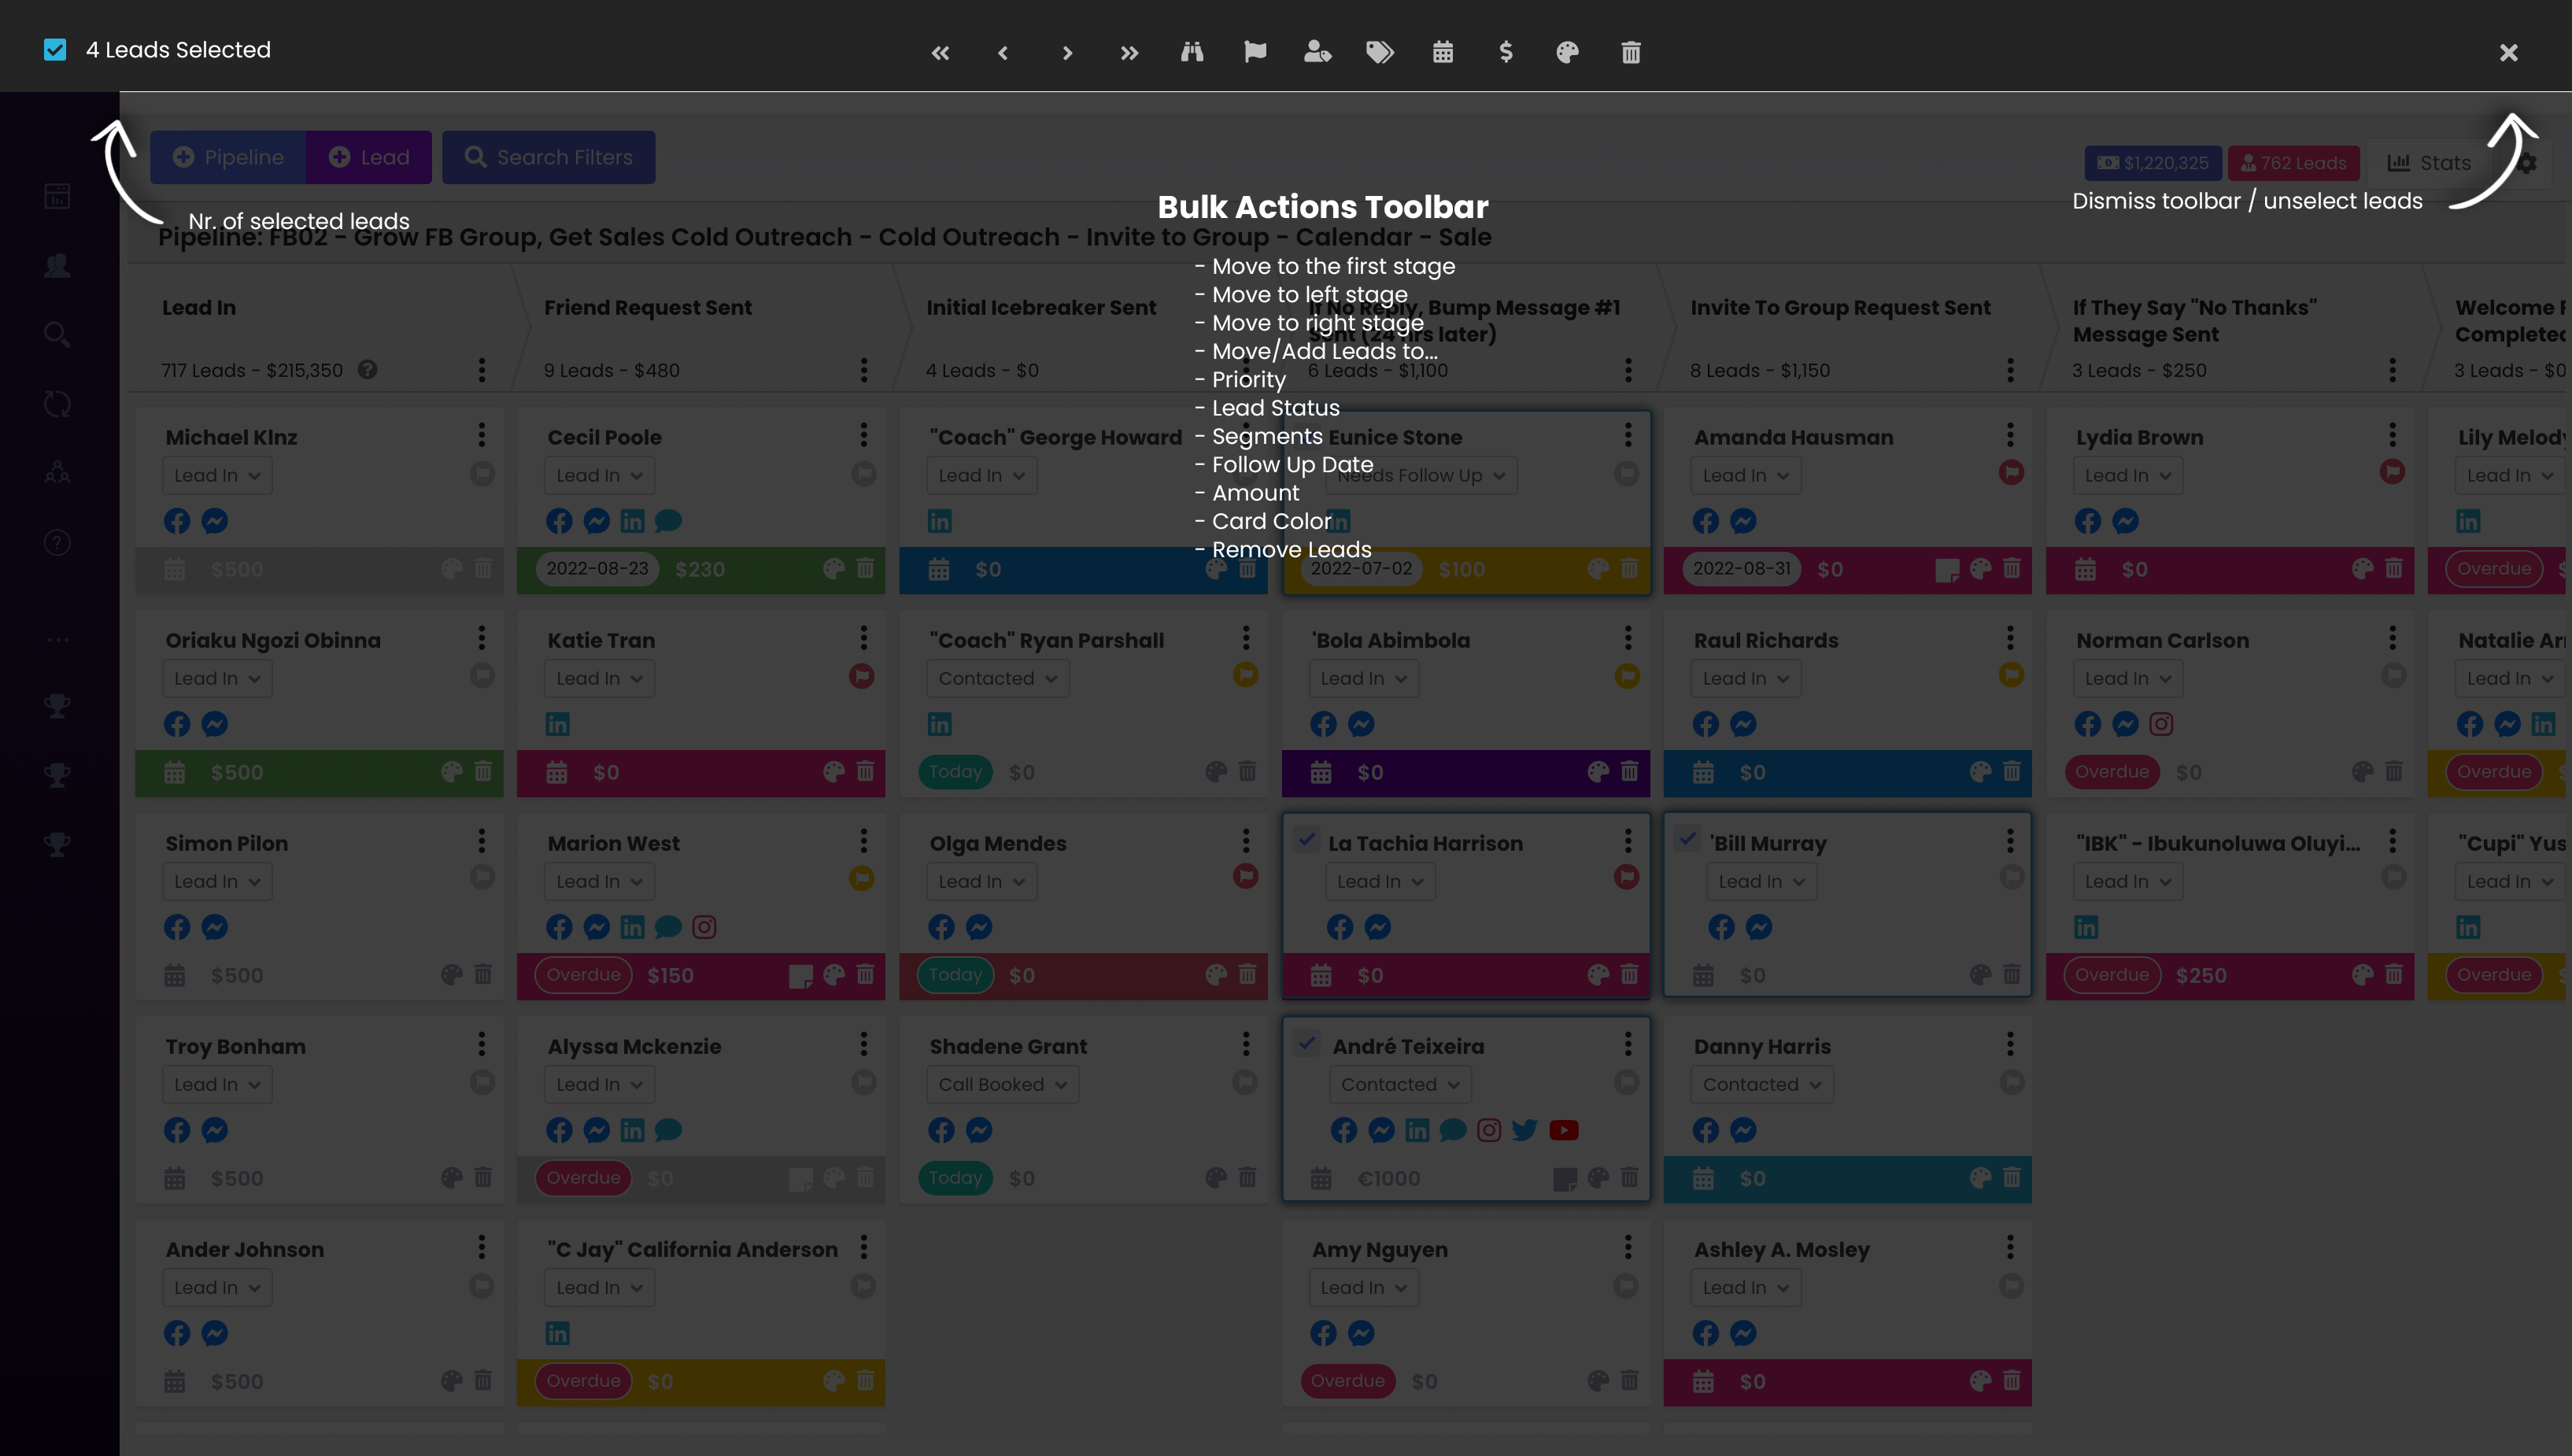 4 Leads Selected
Pipeline
Lead
Search Filters
$1,220,325
762 Leads
Stats
Nr. of selected leads
Bulk Actions Toolbar
Dismiss toolbar / unselect leads
Pipeline: FB02 - Grow FB Group, Get Sales Cold Outreach - Cold Outreach - Invite to Group - Calendar - Sale
- Move to the first stage
- Move to left stage
- Move to right stage
- Move/Add Leads to...
- Priority
- Lead Status
- Segments
- Follow Up Date
- Amount
- Card Color
- Remove Leads
Lead In
717 Leads - $215,350
Michael Klnz
Lead In
$500
Oriaku Ngozi Obinna
Lead In
$500
Simon Pilon
Lead In
$500
Troy Bonham
Lead In
$500
Ander Johnson
Lead In
$500
Friend Request Sent
9 Leads - $480
Cecil Poole
Lead In
2022-08-23 $230
Katie Tran
Lead In
$0
Marion West
Lead In
Overdue $150
Alyssa Mckenzie
Lead In
Overdue $0
"C Jay" California Anderson
Lead In
Overdue $0
Initial Icebreaker Sent
4 Leads - $0
"Coach" George Howard
Lead In
$0
"Coach" Ryan Parshall
Contacted
Today $0
Olga Mendes
Lead In
Today $0
Shadene Grant
Call Booked
Today $0
If No Reply, Bump Message #1
Sent (24 hrs later)
6 Leads - $1,100
Eunice Stone
Needs Follow Up
2022-07-02 $100
'Bola Abimbola
Lead In
$0
La Tachia Harrison
Lead In
$0
André Teixeira
Contacted
€1000
Amy Nguyen
Lead In
Overdue $0
Invite To Group Request Sent
8 Leads - $1,150
Amanda Hausman
Lead In
2022-08-31 $0
Raul Richards
Lead In
$0
'Bill Murray
Lead In
$0
Danny Harris
Contacted
$0
Ashley A. Mosley
Lead In
$0
If They Say "No Thanks"
Message Sent
3 Leads - $250
Lydia Brown
Lead In
$0
Norman Carlson
Lead In
Overdue $0
"IBK" - Ibukunoluwa Oluyi...
Lead In
Overdue $250
Welcome
3 Leads - $0
Lily
Lead In
Overdue
Natalie
Lead In
Overdue
"Cupi"
Lead In
Overdue